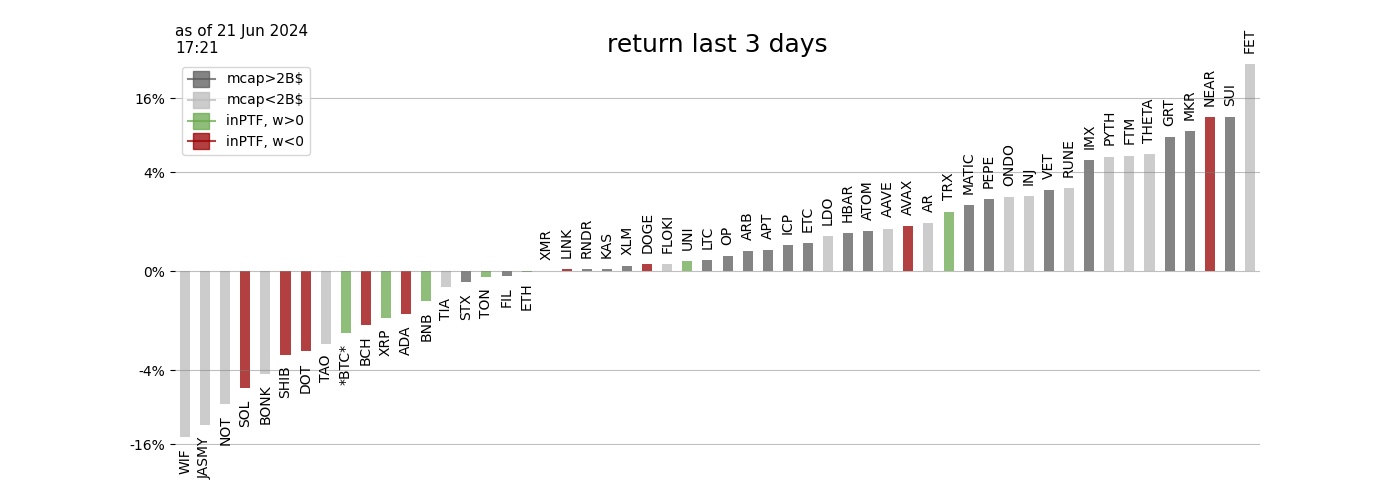 as of 21 Jun 2024
17:21
return last 3 days
mcap>2B$
mcap<2B$
inPTF, w>0
inPTF, w<0
16%
4%
0%
-4%
-16%
WIF
JASMY
NOT
SOL
BONK
SHIB
DOT
TAO
*BTC*
BCH
XRP
ADA
BNB
TIA
STX
TON
FIL
ETH
XMR
LINK
RNDR
KAS
XLM
DOGE
FLOKI
UNI
LTC
OP
ARB
APT
ICP
ETC
LDO
HBAR
ATOM
AAVE
AVAX
AR
TRX
MATIC
PEPE
ONDO
INJ
VET
RUNE
IMX
PYTH
FTM
THETA
GRT
MKR
NEAR
SUI
FET